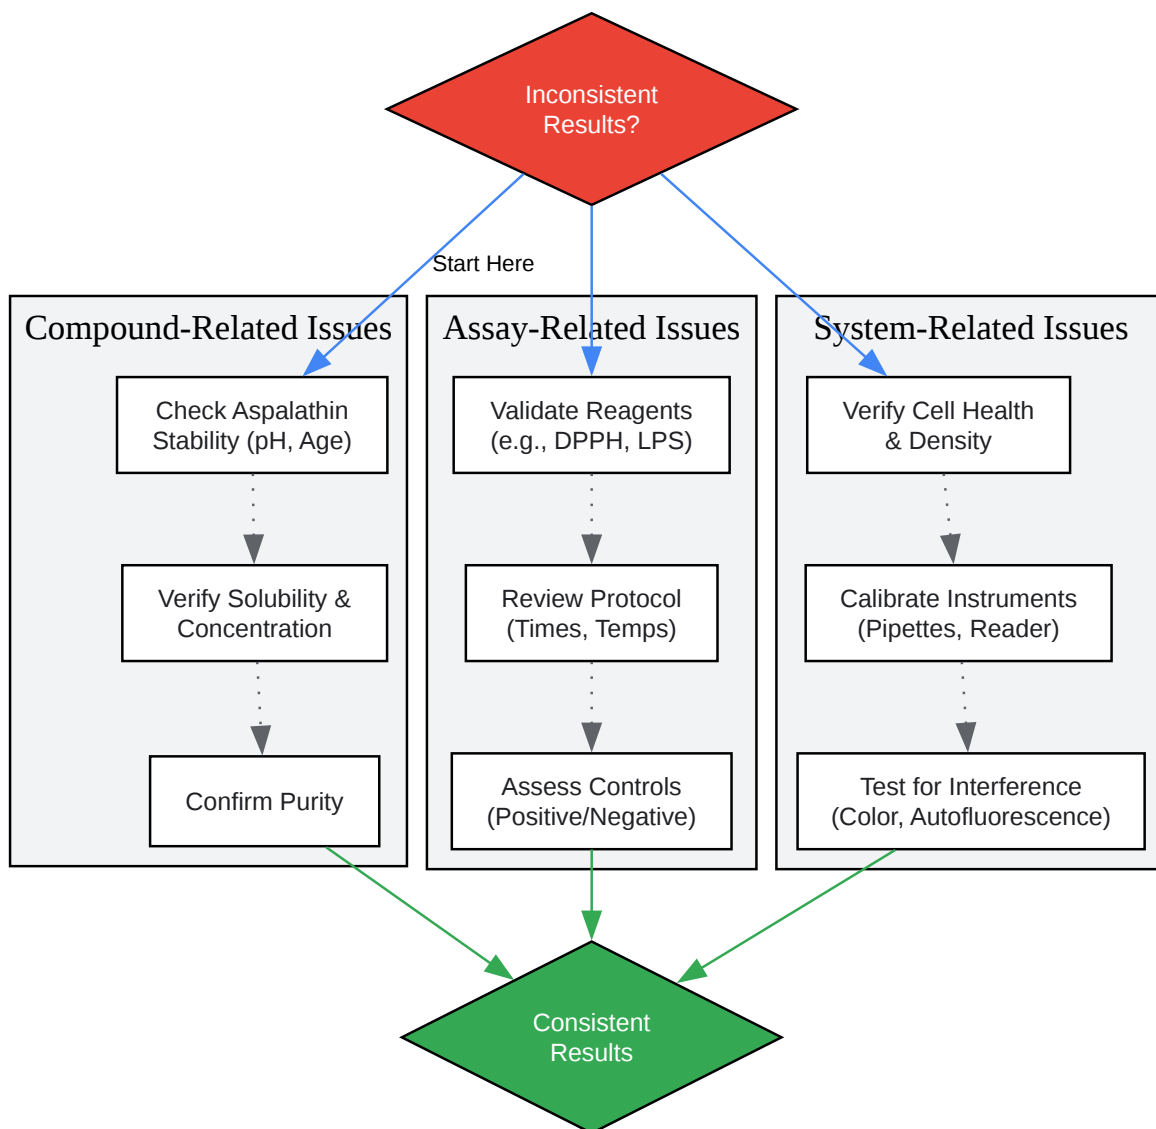 Inconsistent
Results?
Start Here
Compound-Related Issues
Check Aspalathin
Stability (pH, Age)
Verify Solubility &
Concentration
Confirm Purity
Assay-Related Issues
Validate Reagents
(e.g., DPPH, LPS)
Review Protocol
(Times, Temps)
Assess Controls
(Positive/Negative)
System-Related Issues
Verify Cell Health
& Density
Calibrate Instruments
(Pipettes, Reader)
Test for Interference
(Color, Autofluorescence)
Consistent
Results